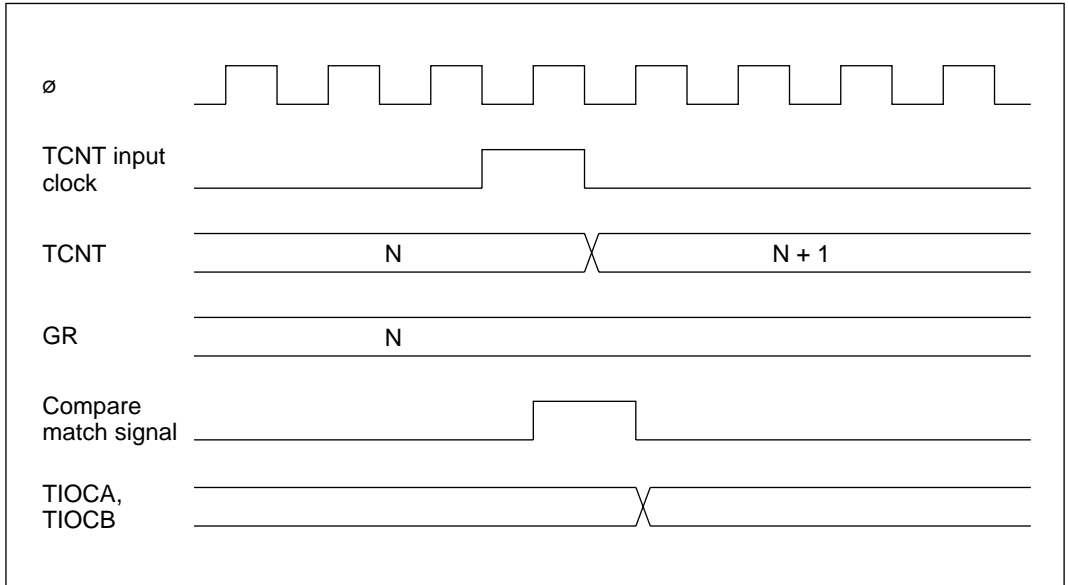 ø
TCNT input
clock
TCNT
N
N + 1
GR
N
Compare
match signal
TIOCA,
TIOCB